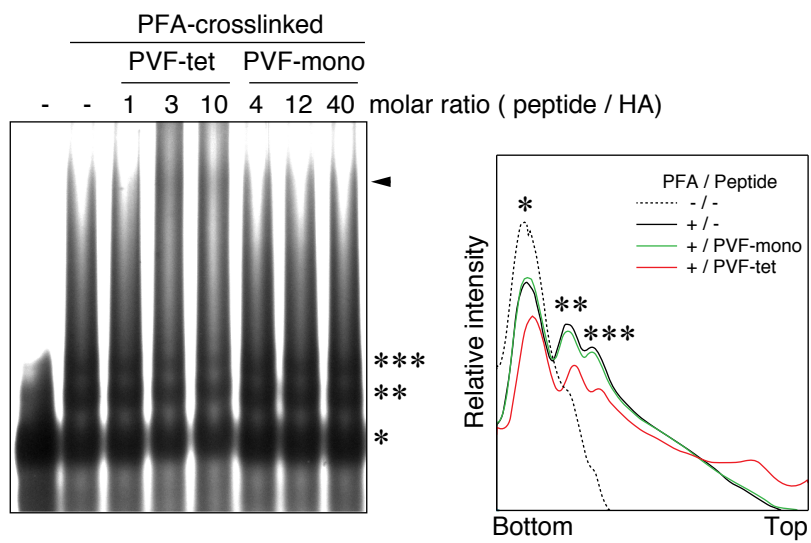 PFA-crosslinked
PVF-tet PVF-mono
- - 1 3 10 4 12 40 molar ratio ( peptide / HA)
***
**
*
PFA / Peptide
- / -
+ / -
+ / PVF-mono
+ / PVF-tet
*
** ***
Relative intensity
Bottom Top